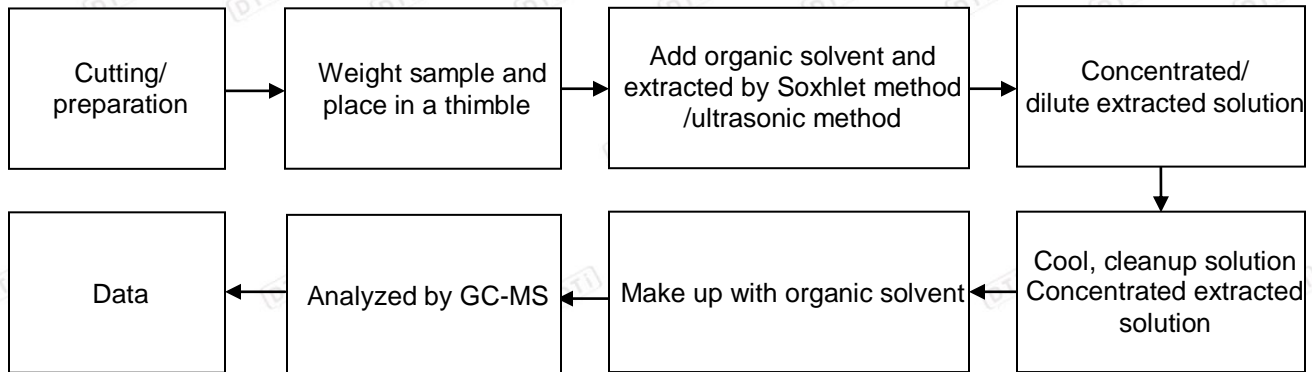 Cutting/
preparation
Weight sample and
place in a thimble
Add organic solvent and
extracted by Soxhlet method
/ultrasonic method
Concentrated/
dilute extracted solution
Cool, cleanup solution
Concentrated extracted
solution
Make up with organic solvent
Analyzed by GC-MS
Data